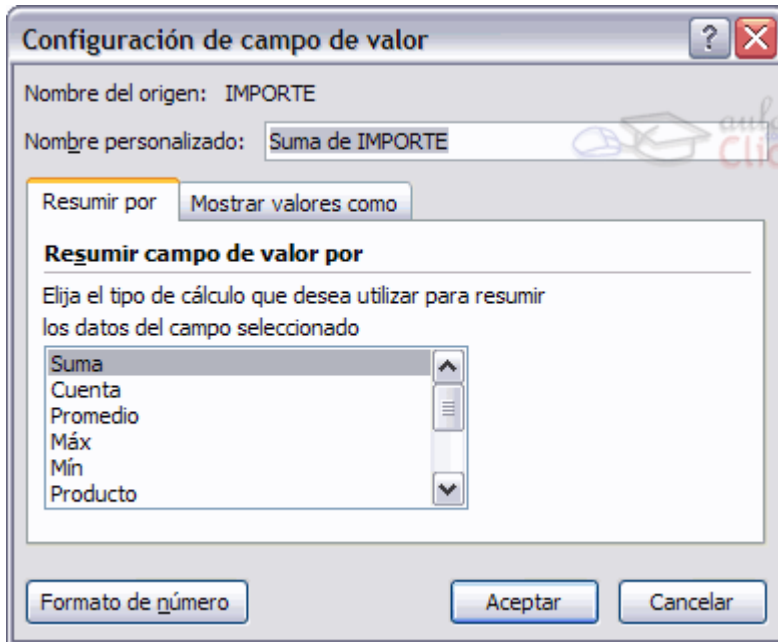 Configuración de campo de valor
Nombre del origen: IMPORTE
Nombre personalizado: Suma de IMPORTE
aula
Clic
Resumir por Mostrar valores como
Resumir campo de valor por
Elija el tipo de cálculo que desea utilizar para resumir
los datos del campo seleccionado
Suma
Cuenta
Promedio
Máx
Mín
Producto
Formato de número Aceptar Cancelar